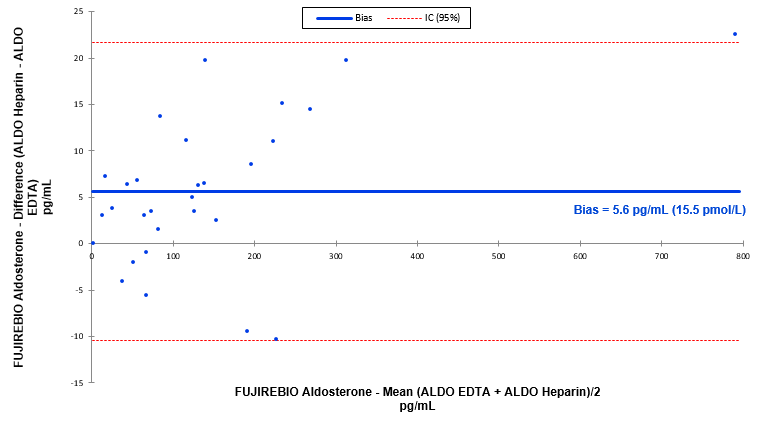 Bias
IC (95%)
FUJIREBIO Aldosterone - Difference (ALDO Heparin - ALDO
EDTA)
pg/mL
25
20
15
10
5
0
-5
-10
-15
0
100
200
300
400
500
600
700
800
Bias = 5.6 pg/mL (15.5 pmol/L)
FUJIREBIO Aldosterone - Mean (ALDO EDTA + ALDO Heparin)/2
pg/mL